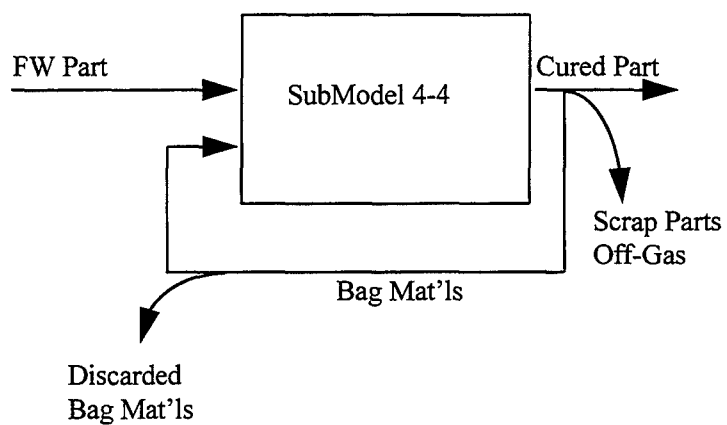 FW Part
SubModel 4-4
Cured Part
Scrap Parts
Off-Gas
Bag Mat'ls
Discarded
Bag Mat'ls